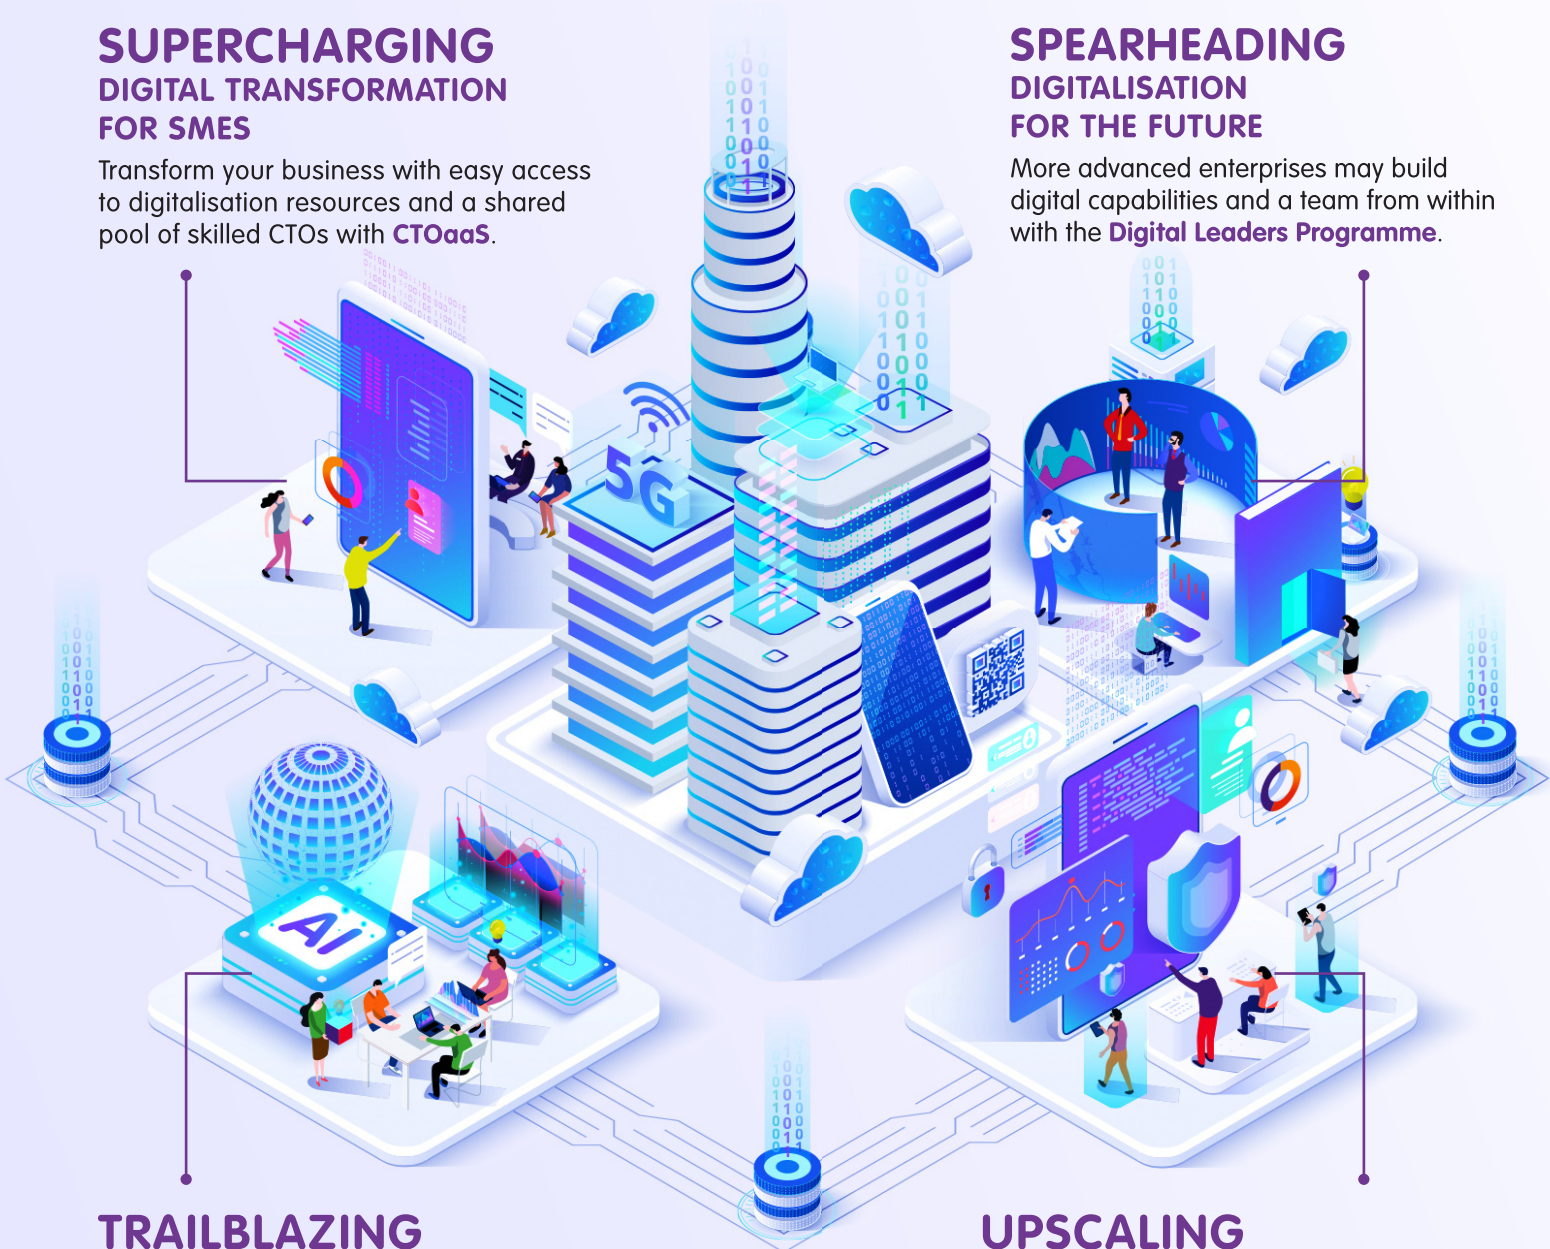 SUPERCHARGING
DIGITAL TRANSFORMATION
FOR SMES
Transform your business with easy access
to digitalisation resources and a shared
pool of skilled CTOs with CTOaaS.
SPEARHEADING
DIGITALISATION
FOR THE FUTURE
More advanced enterprises may build
digital capabilities and a team from within
with the Digital Leaders Programme.
5G
AI
TRAILBLAZING
UPSCALING